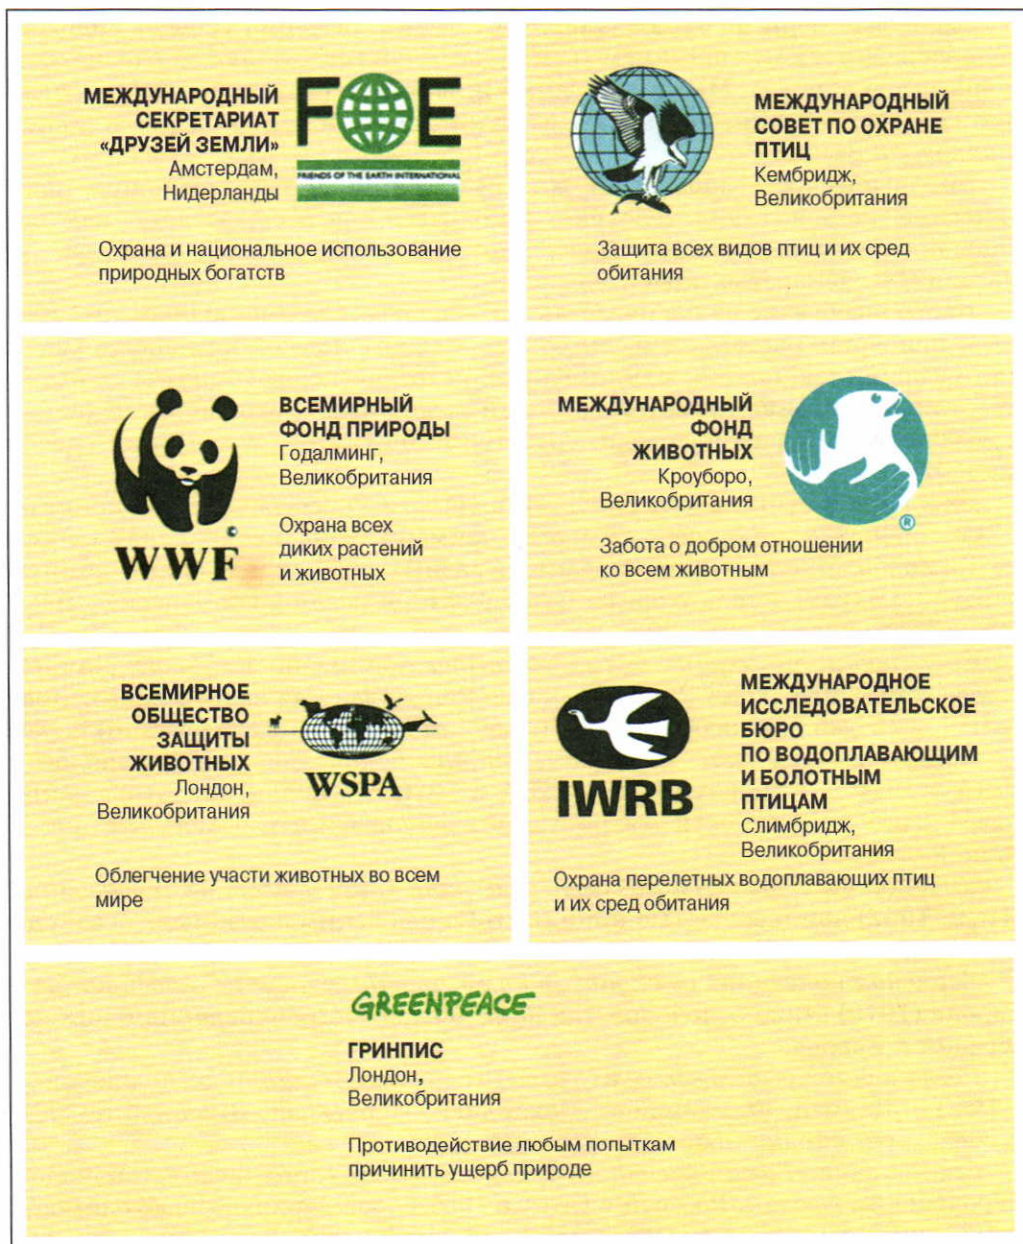 МЕЖДУНАРОДНЫЙ
СЕКРЕТАРИАТ
«ДРУЗЕЙ ЗЕМЛИ»
Амстердам,
Нидерланды
FOE
FRIENDS OF THE EARTH INTERNATIONAL
Охрана и национальное использование
природных богатств
МЕЖДУНАРОДНЫЙ
СОВЕТ ПО ОХРАНЕ
ПТИЦ
Кембридж,
Великобритания
Защита всех видов птиц и их сред
обитания
WWF
ВСЕМИРНЫЙ
ФОНД ПРИРОДЫ
Годалминг,
Великобритания
Охрана всех
диких растений
и животных
МЕЖДУНАРОДНЫЙ
ФОНД
ЖИВОТНЫХ
Кроуборо,
Великобритания
®
Забота о добром отношении
ко всем животным
ВСЕМИРНОЕ
ОБЩЕСТВО
ЗАЩИТЫ
ЖИВОТНЫХ
Лондон,
Великобритания
WSPA
Облегчение участи животных во всем
мире
IWRB
МЕЖДУНАРОДНОЕ
ИССЛЕДОВАТЕЛЬСКОЕ
БЮРО
ПО ВОДОПЛАВАЮЩИМ
И БОЛОТНЫМ
ПТИЦАМ
Слимбридж,
Великобритания
Охрана перелетных водоплавающих птиц
и их сред обитания
GREENPEACE
ГРИНПИС
Лондон,
Великобритания
Противодействие любым попыткам
причинить ущерб природе